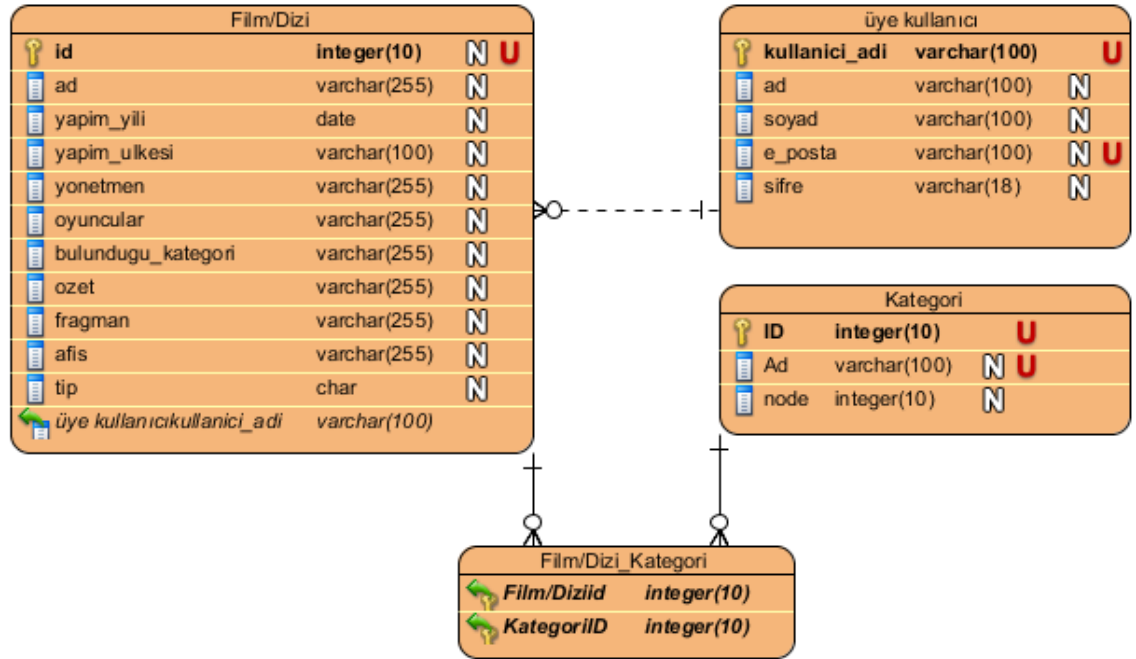 Film/Dizi
id integer(10) N U
ad varchar(255) N
yapim_yili date N
yapim_ulkesi varchar(100) N
yonetmen varchar(255) N
oyuncular varchar(255) N
bulundugu_kategori varchar(255) N
ozet varchar(255) N
fragman varchar(255) N
afis varchar(255) N
tip char N
üye kullanıcıkullanici_adi varchar(100)
üye kullanıcı
kullanici_adi varchar(100) U
ad varchar(100) N
soyad varchar(100) N
e_posta varchar(100) N U
sifre varchar(18) N
Kategori
ID integer(10) U
Ad varchar(100) N U
node integer(10) N
Film/Dizi_Kategori
Film/Diziid integer(10)
KategoriID integer(10)